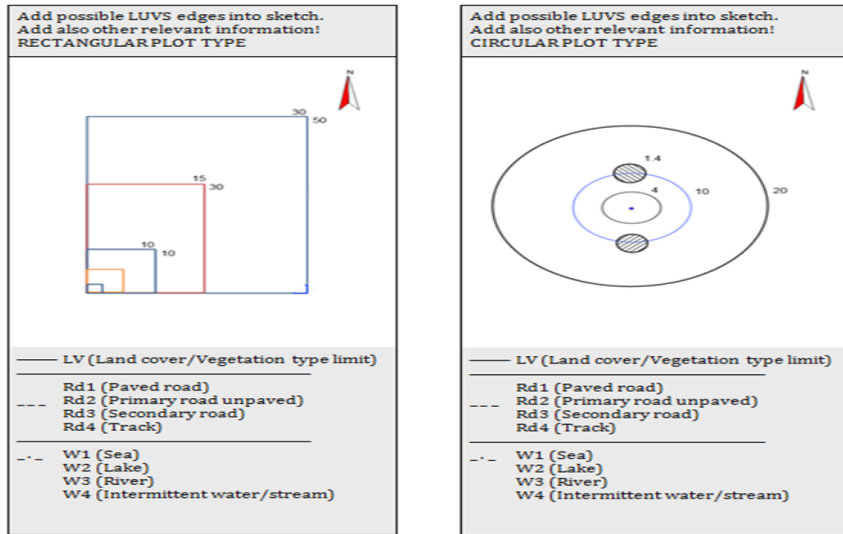 Add possible LUVS edges into sketch.
Add also other relevant information!
RECTANGULAR PLOT TYPE
N
30
50
15
30
10
10
LV (Land cover/Vegetation type limit)
Rd1 (Paved road)
Rd2 (Primary road unpaved)
Rd3 (Secondary road)
Rd4 (Track)
W1 (Sea)
W2 (Lake)
W3 (River)
W4 (Intermittent water/stream)
Add possible LUVS edges into sketch.
Add also other relevant information!
CIRCULAR PLOT TYPE
N
1.4
4
10
20
LV (Land cover/Vegetation type limit)
Rd1 (Paved road)
Rd2 (Primary road unpaved)
Rd3 (Secondary road)
Rd4 (Track)
W1 (Sea)
W2 (Lake)
W3 (River)
W4 (Intermittent water/stream)